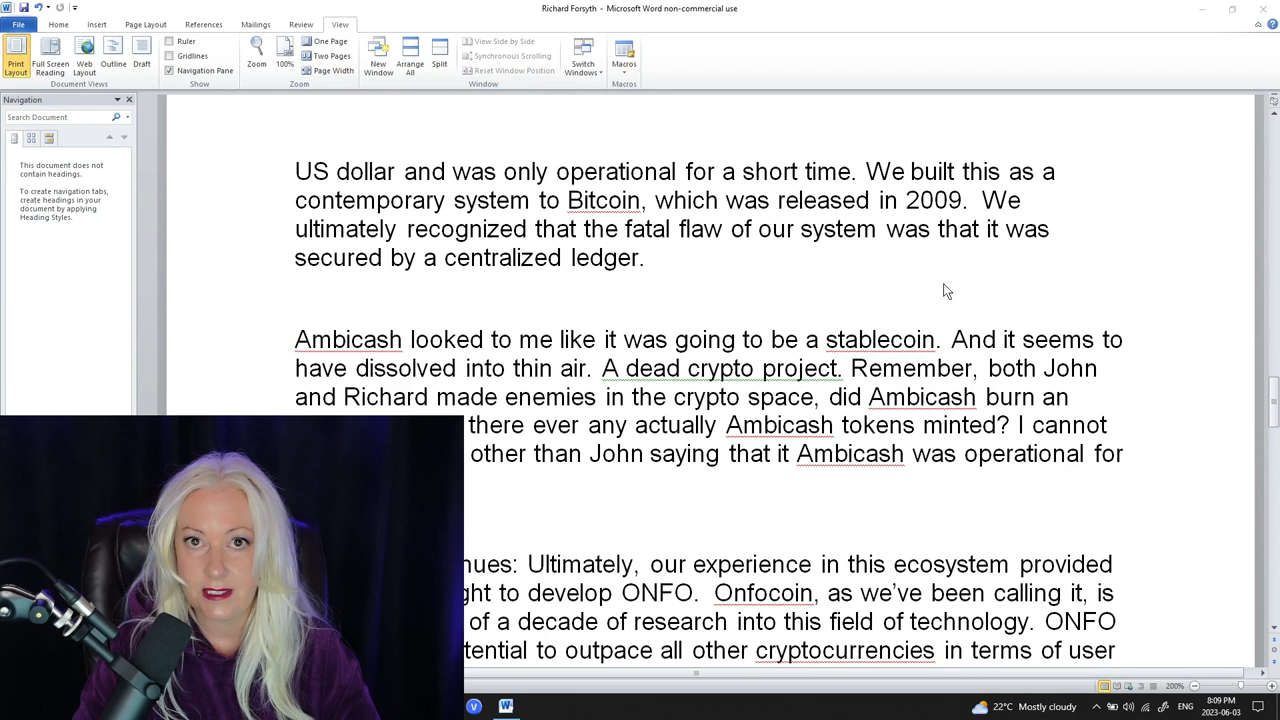 Richard Forsyth - Microsoft Word non-commercial use
File Home Insert Page Layout References Mailings Review View
Ruler
Gridlines
Navigation Pane
One Page
Two Pages
Page Width
View Side by Side
Synchronous Scrolling
Reset Window Position
Print Layout
Full Screen Reading
Web Layout
Outline
Draft
Zoom
100%
New Window
Arrange All
Split
Switch Windows
Macros
Document Views Show Zoom Window Macros
Navigation
Search Document
This document does not
contain headings.
To create navigation tabs,
create headings in your
document by applying
Heading Styles.
US dollar and was only operational for a short time. We built this as a
contemporary system to Bitcoin, which was released in 2009. We
ultimately recognized that the fatal flaw of our system was that it was
secured by a centralized ledger.
Ambicash looked to me like it was going to be a stablecoin. And it seems to
have dissolved into thin air. A dead crypto project. Remember, both John
and Richard made enemies in the crypto space, did Ambicash burn an
there ever any actually Ambicash tokens minted? I cannot
other than John saying that it Ambicash was operational for
nues: Ultimately, our experience in this ecosystem provided
ght to develop ONFO. Onfocoin, as we've been calling it, is
of a decade of research into this field of technology. ONFO
tential to outpace all other cryptocurrencies in terms of user
200%
22°C Mostly cloudy ENG 8:09 PM
2023-06-03